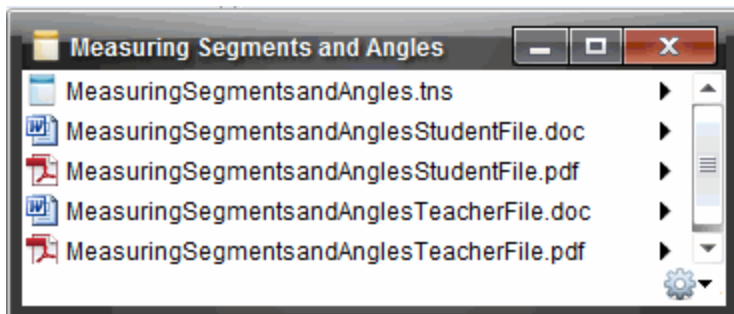 Measuring Segments and Angles
MeasuringSegmentsandAngles.tns
MeasuringSegmentsandAnglesStudentFile.doc
MeasuringSegmentsandAnglesStudentFile.pdf
MeasuringSegmentsandAnglesTeacherFile.doc
MeasuringSegmentsandAnglesTeacherFile.pdf